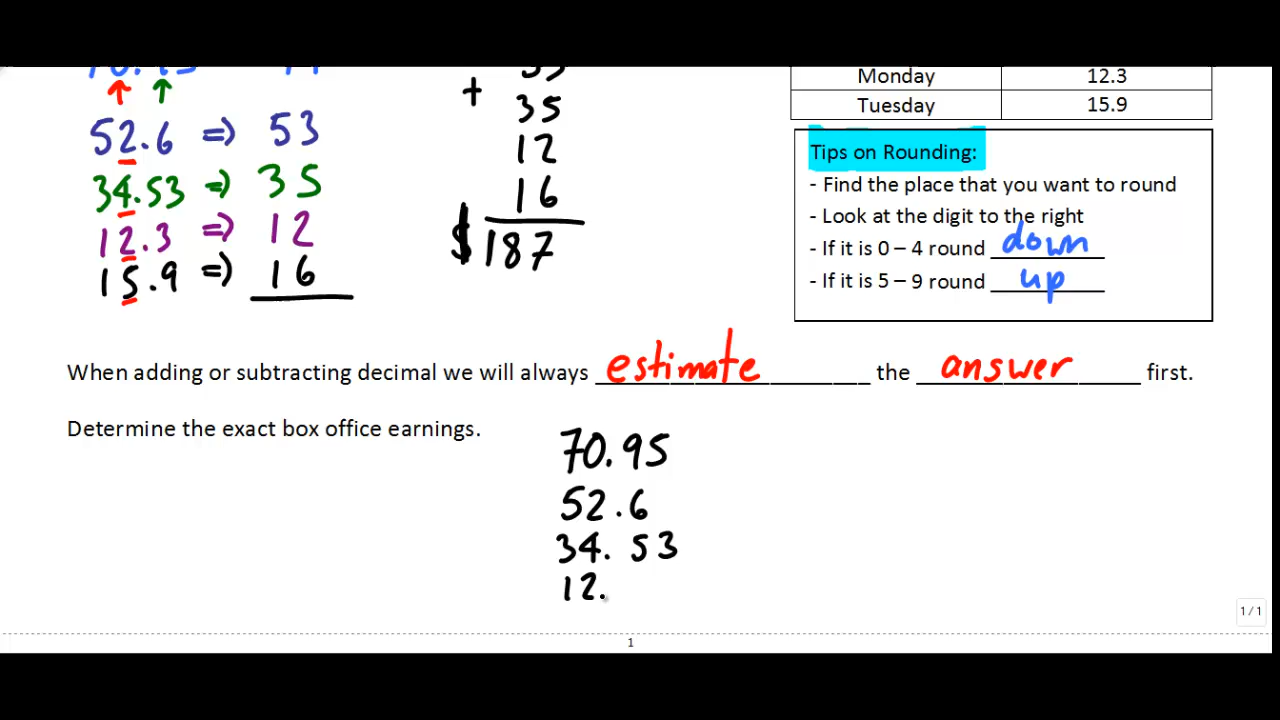 70.95 71
52.6 => 53
34.53 => 35
12.3 => 12
15.9 => 16
53
+ 35
12
16
$187
Monday 12.3
Tuesday 15.9
Tips on Rounding:
- Find the place that you want to round
- Look at the digit to the right
- If it is 0 – 4 round down
- If it is 5 – 9 round up
When adding or subtracting decimal we will always estimate the answer first.
Determine the exact box office earnings.
70.95
52.6
34.53
12.
1 / 1
1